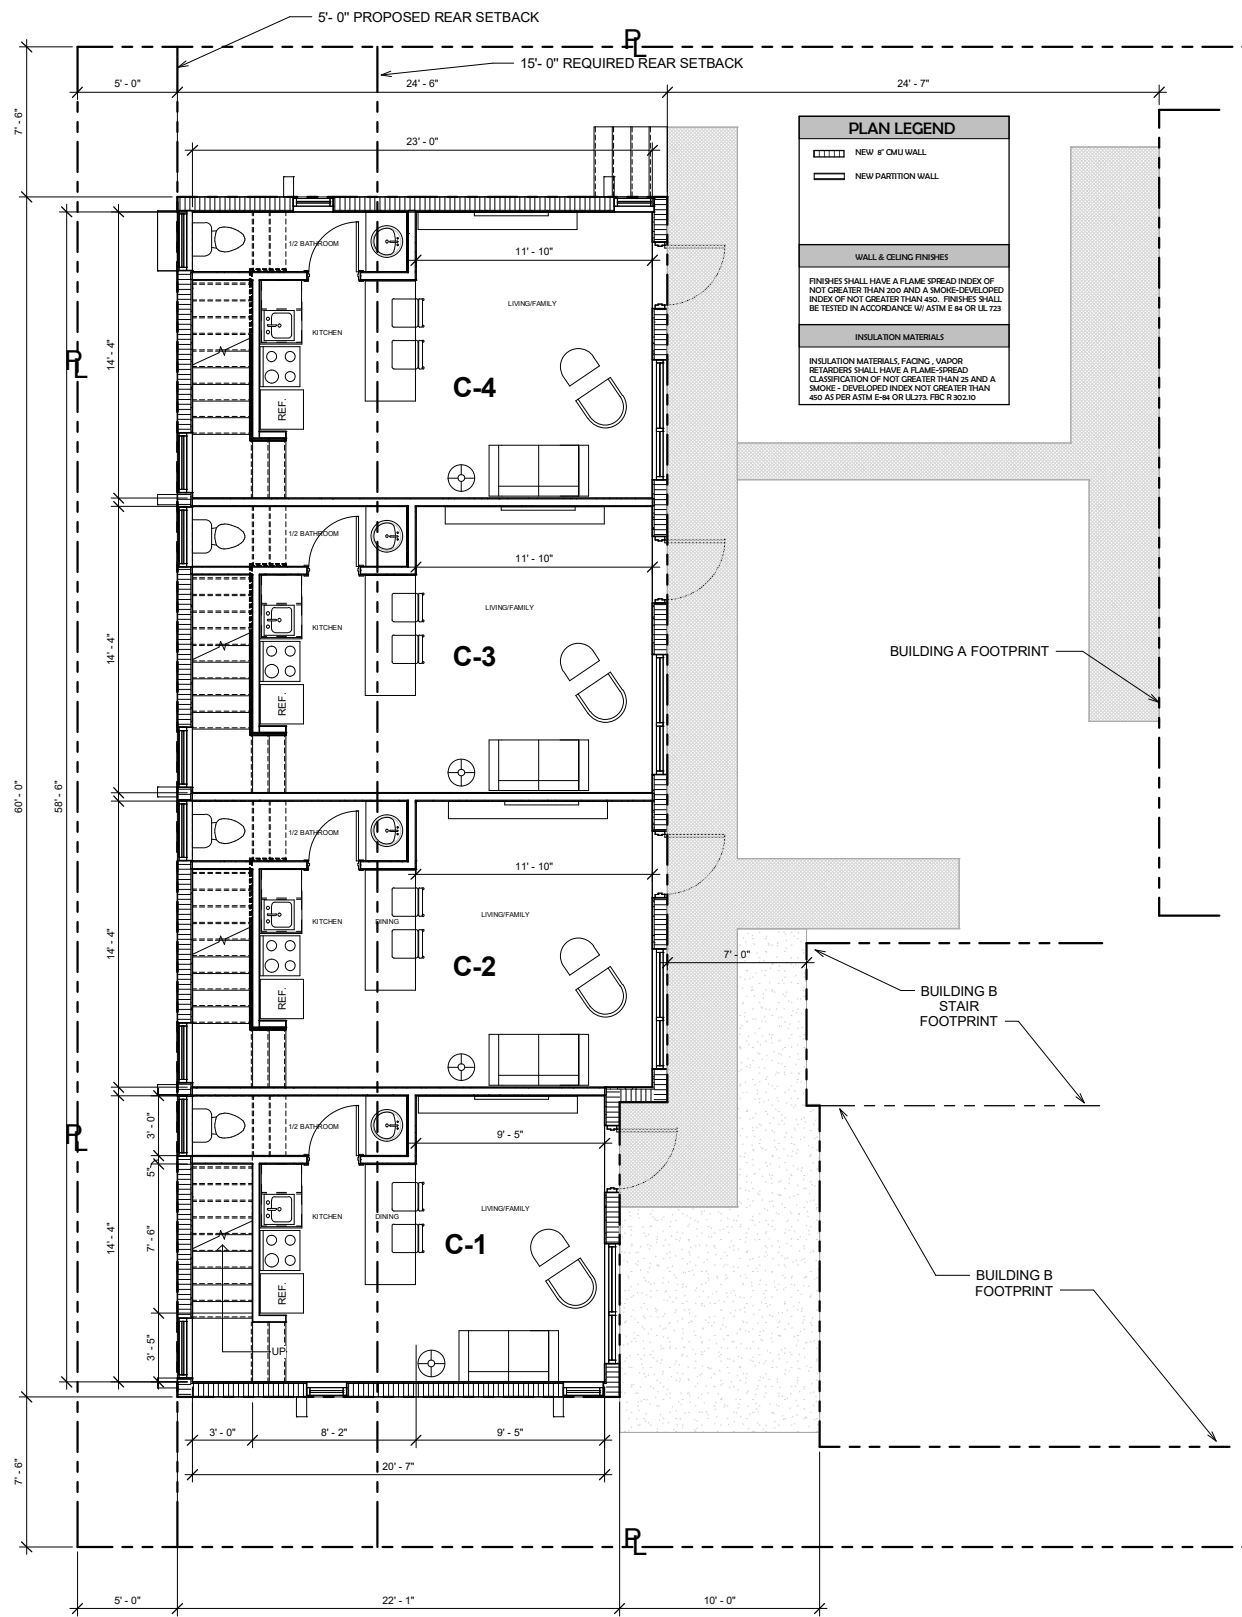 5'- 0" PROPOSED REAR SETBACK
PL
15'- 0" REQUIRED REAR SETBACK
5' - 0"
24' - 6"
24' - 7"
7' - 6"
23' - 0"
PLAN LEGEND
NEW 8" CMU WALL
NEW PARTITION WALL
WALL & CELING FINISHES
FINISHES SHALL HAVE A FLAME SPREAD INDEX OF
NOT GREATER THAN 200 AND A SMOKE-DEVELOPED
INDEX OF NOT GREATER THAN 450. FINISHES SHALL
BE TESTED IN ACCORDANCE W/ ASTM E 84 OR UL 723
INSULATION MATERIALS
INSULATION MATERIALS, FACING , VAPOR
RETARDERS SHALL HAVE A FLAME-SPREAD
CLASSIFICATION OF NOT GREATER THAN 25 AND A
SMOKE - DEVELOPED INDEX NOT GREATER THAN
450 AS PER ASTM E-84 OR UL273. FBC R 302.10
1/2 BATHROOM
11' - 10"
LIVING/FAMILY
KITCHEN
PL
14' - 4"
C-4
REF.
1/2 BATHROOM
11' - 10"
LIVING/FAMILY
KITCHEN
14' - 4"
C-3
REF.
BUILDING A FOOTPRINT
60' - 0"
58' - 6"
1/2 BATHROOM
11' - 10"
LIVING/FAMILY
KITCHEN
DINING
14' - 4"
C-2
REF.
7' - 0"
BUILDING B
STAIR
FOOTPRINT
PL
3' - 0"
1/2 BATHROOM
9' - 5"
5"
LIVING/FAMILY
KITCHEN
DINING
14' - 4"
7' - 6"
C-1
REF.
BUILDING B
FOOTPRINT
3' - 5"
UP
3' - 0"
8' - 2"
9' - 5"
20' - 7"
7' - 6"
PL
5' - 0"
22' - 1"
10' - 0"